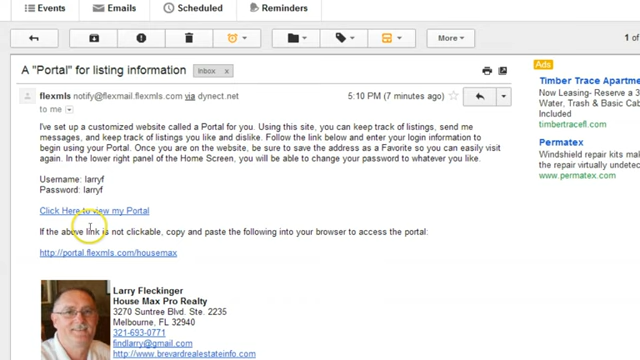 Events Emails Scheduled Reminders
More 1 of
A "Portal" for listing information Inbox x
Ads
flexmls notify@flexmail.flexmls.com via dynect.net 5:10 PM (7 minutes ago)
to me
Timber Trace Apartme
Now Leasing- Reserve a 3
Water, Trash & Basic Cab
Included
timbertracefl.com
Permatex
Windshield repair kits ma
the world of windshield re
www.permatex.com
I've set up a customized website called a Portal for you. Using this site, you can keep track of listings, send me
messages, and keep track of listings you like and dislike. Follow the link below and enter your login information to
begin using your Portal. Once you are on the website, be sure to save the address as a Favorite so you can easily visit
again. In the lower right panel of the Home Screen, you will be able to change your password to whatever you like.
Username: larryf
Password: larryf
Click Here to view my Portal
If the above link is not clickable, copy and paste the following into your browser to access the portal:
http://portal.flexmls.com/housemax
Larry Fleckinger
House Max Pro Realty
3270 Suntree Blvd. Ste. 2235
Melbourne, FL 32940
321-693-0771
findlarry@gmail.com
http://www.brevardrealestateinfo.com